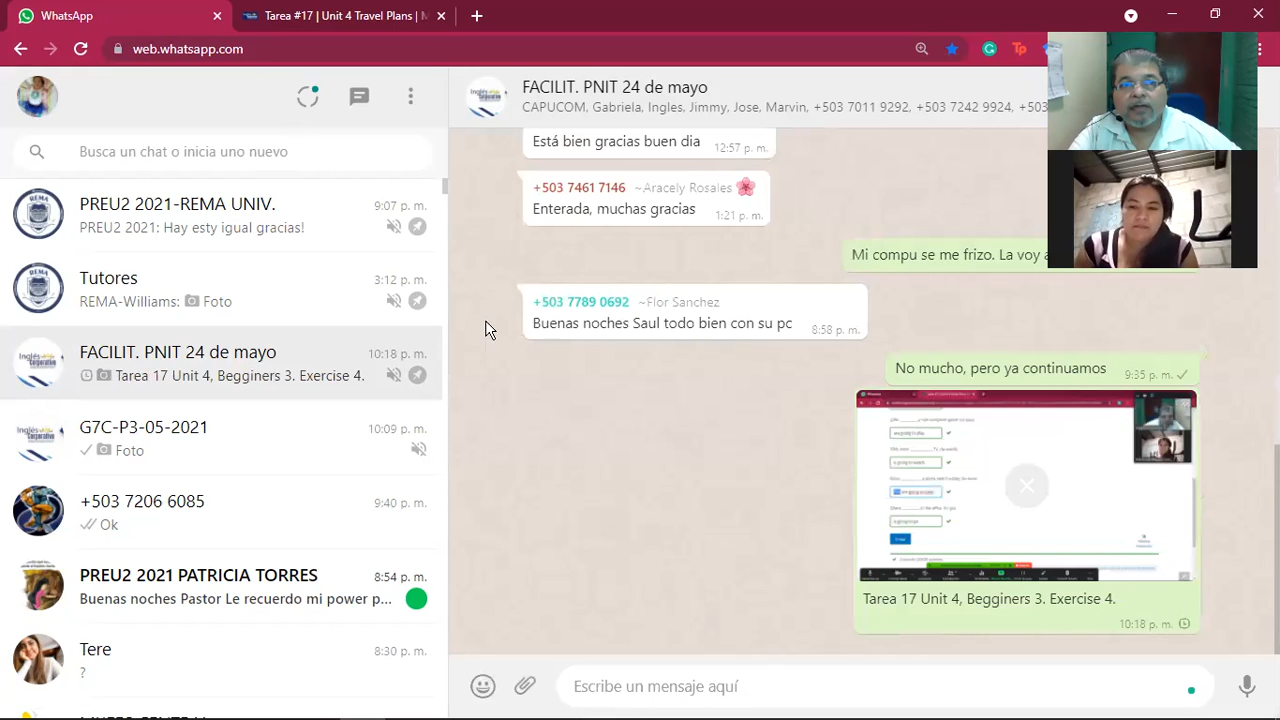 WhatsApp
Tarea #17 | Unit 4 Travel Plans |
web.whatsapp.com
Busca un chat o inicia uno nuevo
PREU2 2021-REMA UNIV.
9:07 p. m.
PREU2 2021: Hay esty igual gracias!
Tutores
3:12 p. m.
REMA-Williams: Foto
FACILIT. PNIT 24 de mayo
10:18 p. m.
Tarea 17 Unit 4, Begginers 3. Exercise 4.
G7C-P3-05-2021
10:09 p. m.
Foto
+503 7206 6085
9:40 p. m.
Ok
PREU2 2021 PATRICIA TORRES
8:54 p. m.
Buenas noches Pastor Le recuerdo mi power p...
Tere
8:30 p. m.
?
FACILIT. PNIT 24 de mayo
CAPUCOM, Gabriela, Ingles, Jimmy, Jose, Marvin, +503 7011 9292, +503 7242 9924, +503
Está bien gracias buen dia
12:57 p. m.
+503 7461 7146 ~Aracely Rosales 🌸
Enterada, muchas gracias
1:21 p. m.
Mi compu se me frizo. La voy a
+503 7789 0692 ~Flor Sanchez
Buenas noches Saul todo bien con su pc
8:58 p. m.
No mucho, pero ya continuamos
9:35 p. m.
Tarea 17 Unit 4, Begginers 3. Exercise 4.
10:18 p. m.
Escribe un mensaje aquí